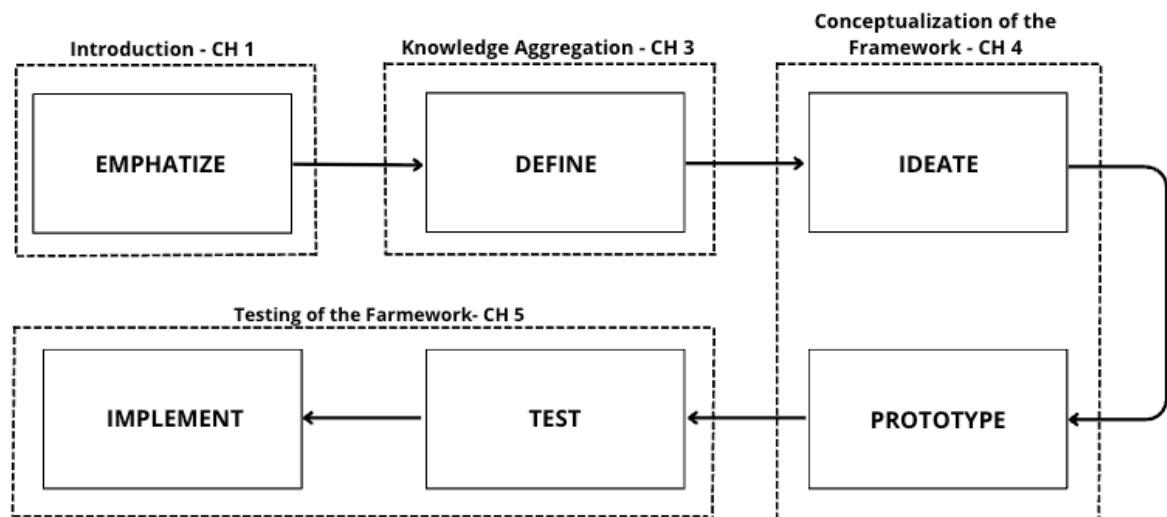 Introduction - CH 1
Knowledge Aggregation - CH 3
Conceptualization of the
Framework - CH 4
EMPHATIZE
DEFINE
IDEATE
Testing of the Farmework- CH 5
IMPLEMENT
TEST
PROTOTYPE